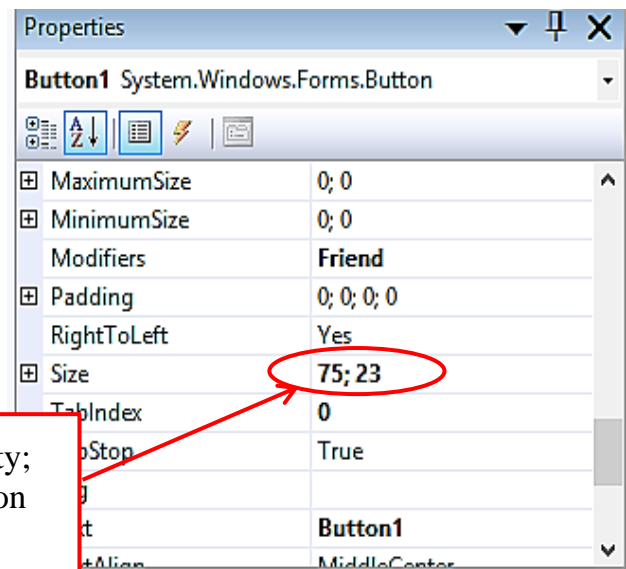 Properties
Button1 System.Windows.Forms.Button
MaximumSize 0; 0
MinimumSize 0; 0
Modifiers Friend
Padding 0; 0; 0; 0
RightToLeft Yes
Size 75; 23
TabIndex 0
True
Button1
MiddleCenter